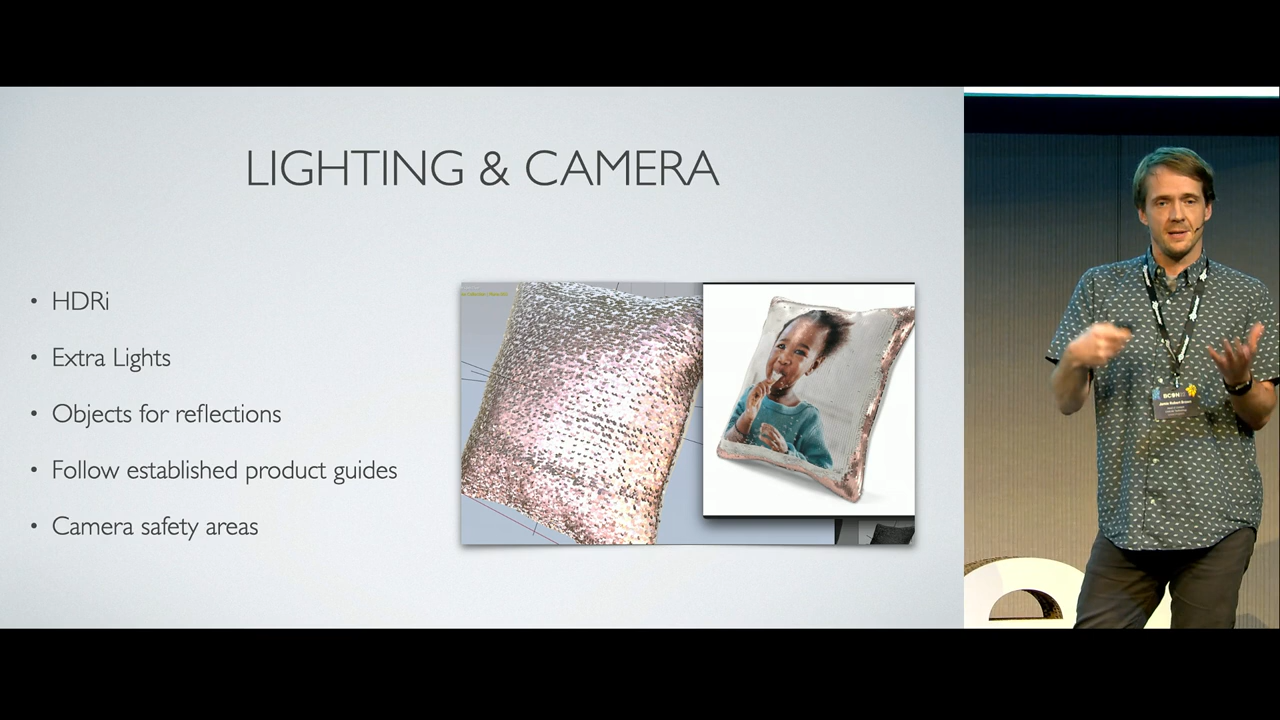 LIGHTING & CAMERA
• HDRi
• Extra Lights
• Objects for reflections
• Follow established product guides
• Camera safety areas